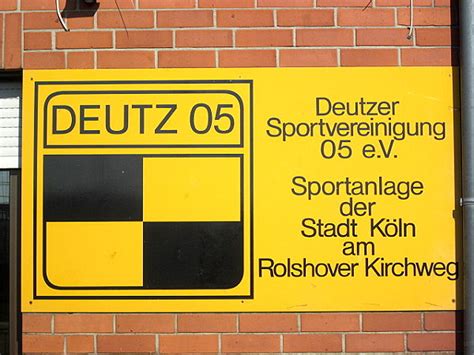 DEUTZ 05
Deutzer
Sportvereinigung
05 e.V.
Sportanlage
der
Stadt Köln
am
Rolshover Kirchweg